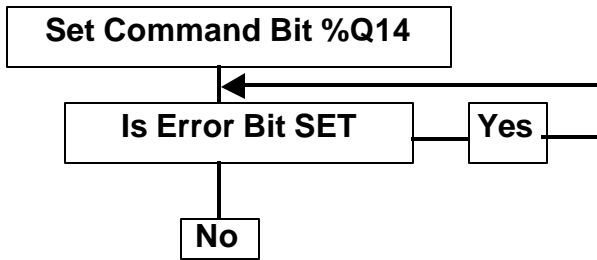 Set Command Bit %Q14
Is Error Bit SET
Yes
No